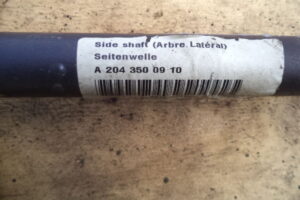 Side shaft (Arbre Latéral)
Seitenwelle
A 204 350 09 10